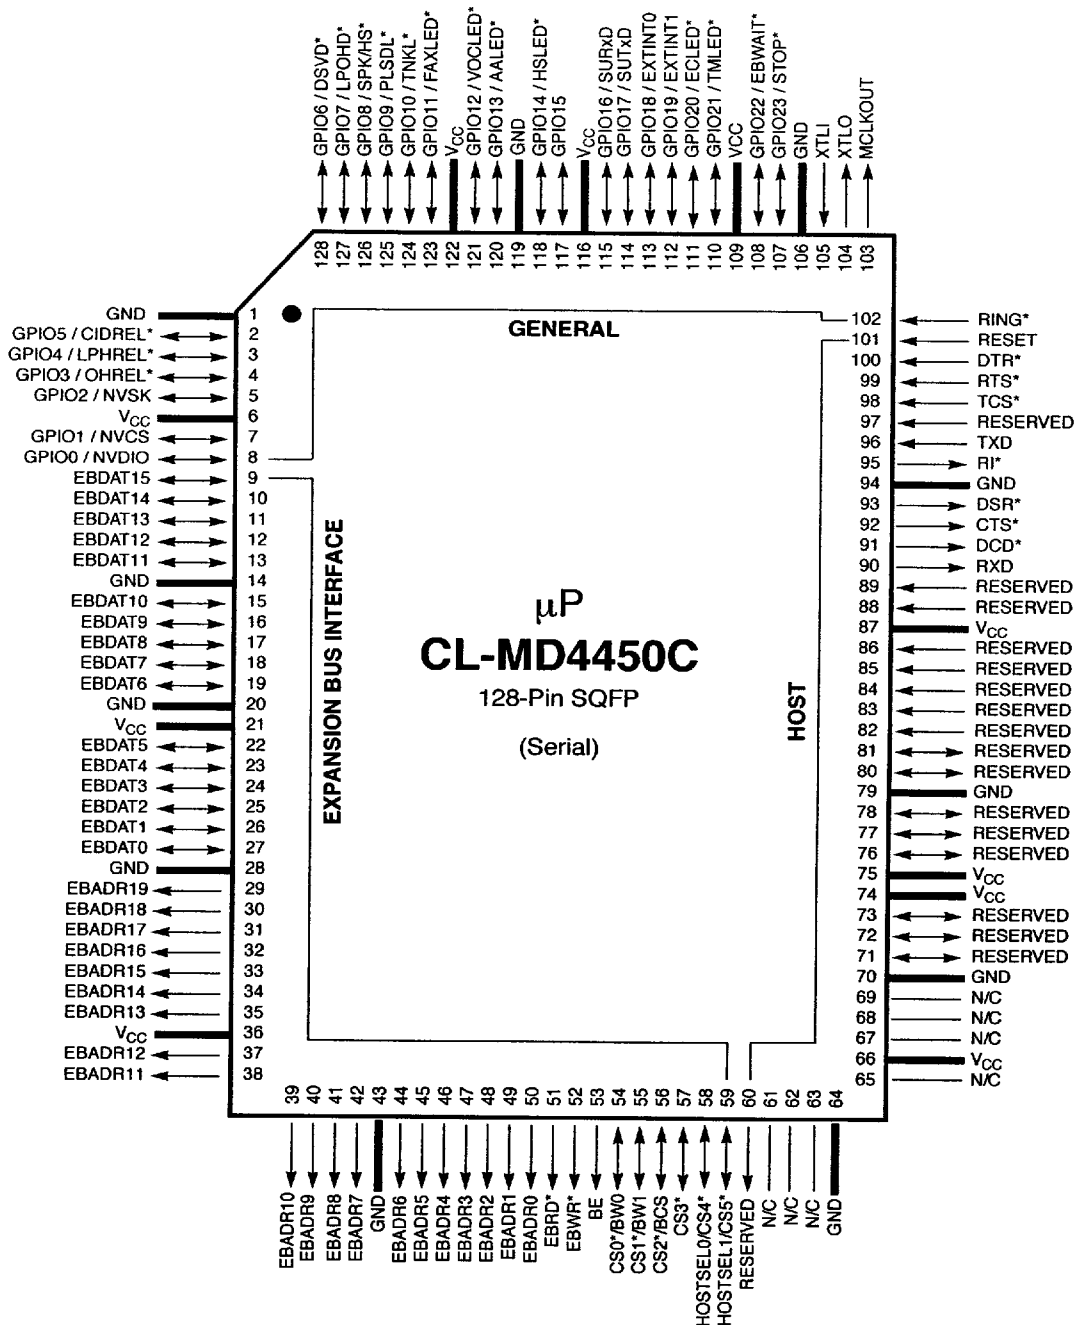 GPIO6 / DSVD*
GPIO7 / LPOHD*
GPIO8 / SPK/HS*
GPIO9 / PLSDL*
GPIO10 / TNKL*
GPIO11 / FAXLED*
VCC
GPIO12 / VOCLED*
GPIO13 / AALED*
GND
GPIO14 / HSLED*
GPIO15
VCC
GPIO16 / SURxD
GPIO17 / SUTxD
GPIO18 / EXTINT0
GPIO19 / EXTINT1
GPIO20 / ECLED*
GPIO21 / TMLED*
VCC
GPIO22 / EBWAIT*
GPIO23 / STOP*
GND
XTLI
XTLO
MCLKOUT
128 127 126 125 124 123 122 121 120 119 118 117 116 115 114 113 112 111 110 109 108 107 106 105 104 103
GND 1
GPIO5 / CIDREL* 2
GPIO4 / LPHREL* 3
GPIO3 / OHREL* 4
GPIO2 / NVSK 5
VCC 6
GPIO1 / NVCS 7
GPIO0 / NVDIO 8
EBDAT15 9
EBDAT14 10
EBDAT13 11
EBDAT12 12
EBDAT11 13
GND 14
EBDAT10 15
EBDAT9 16
EBDAT8 17
EBDAT7 18
EBDAT6 19
GND 20
VCC 21
EBDAT5 22
EBDAT4 23
EBDAT3 24
EBDAT2 25
EBDAT1 26
EBDAT0 27
GND 28
EBADR19 29
EBADR18 30
EBADR17 31
EBADR16 32
EBADR15 33
EBADR14 34
EBADR13 35
VCC 36
EBADR12 37
EBADR11 38
GENERAL
EXPANSION BUS INTERFACE
µP
CL-MD4450C
128-Pin SQFP
(Serial)
HOST
102 RING*
101 RESET
100 DTR*
99 RTS*
98 TCS*
97 RESERVED
96 TXD
95 RI*
94 GND
93 DSR*
92 CTS*
91 DCD*
90 RXD
89 RESERVED
88 RESERVED
87 VCC
86 RESERVED
85 RESERVED
84 RESERVED
83 RESERVED
82 RESERVED
81 RESERVED
80 RESERVED
79 GND
78 RESERVED
77 RESERVED
76 RESERVED
75 VCC
74 VCC
73 RESERVED
72 RESERVED
71 RESERVED
70 GND
69 N/C
68 N/C
67 N/C
66 VCC
65 N/C
39 40 41 42 43 44 45 46 47 48 49 50 51 52 53 54 55 56 57 58 59 60 61 62 63 64
EBADR10
EBADR9
EBADR8
EBADR7
GND
EBADR6
EBADR5
EBADR4
EBADR3
EBADR2
EBADR1
EBADR0
EBRD*
EBWR*
BE
CS0*/BW0
CS1*/BW1
CS2*/BCS
CS3*
HOSTSEL0/CS4*
HOSTSEL1/CS5*
RESERVED
N/C
N/C
N/C
GND